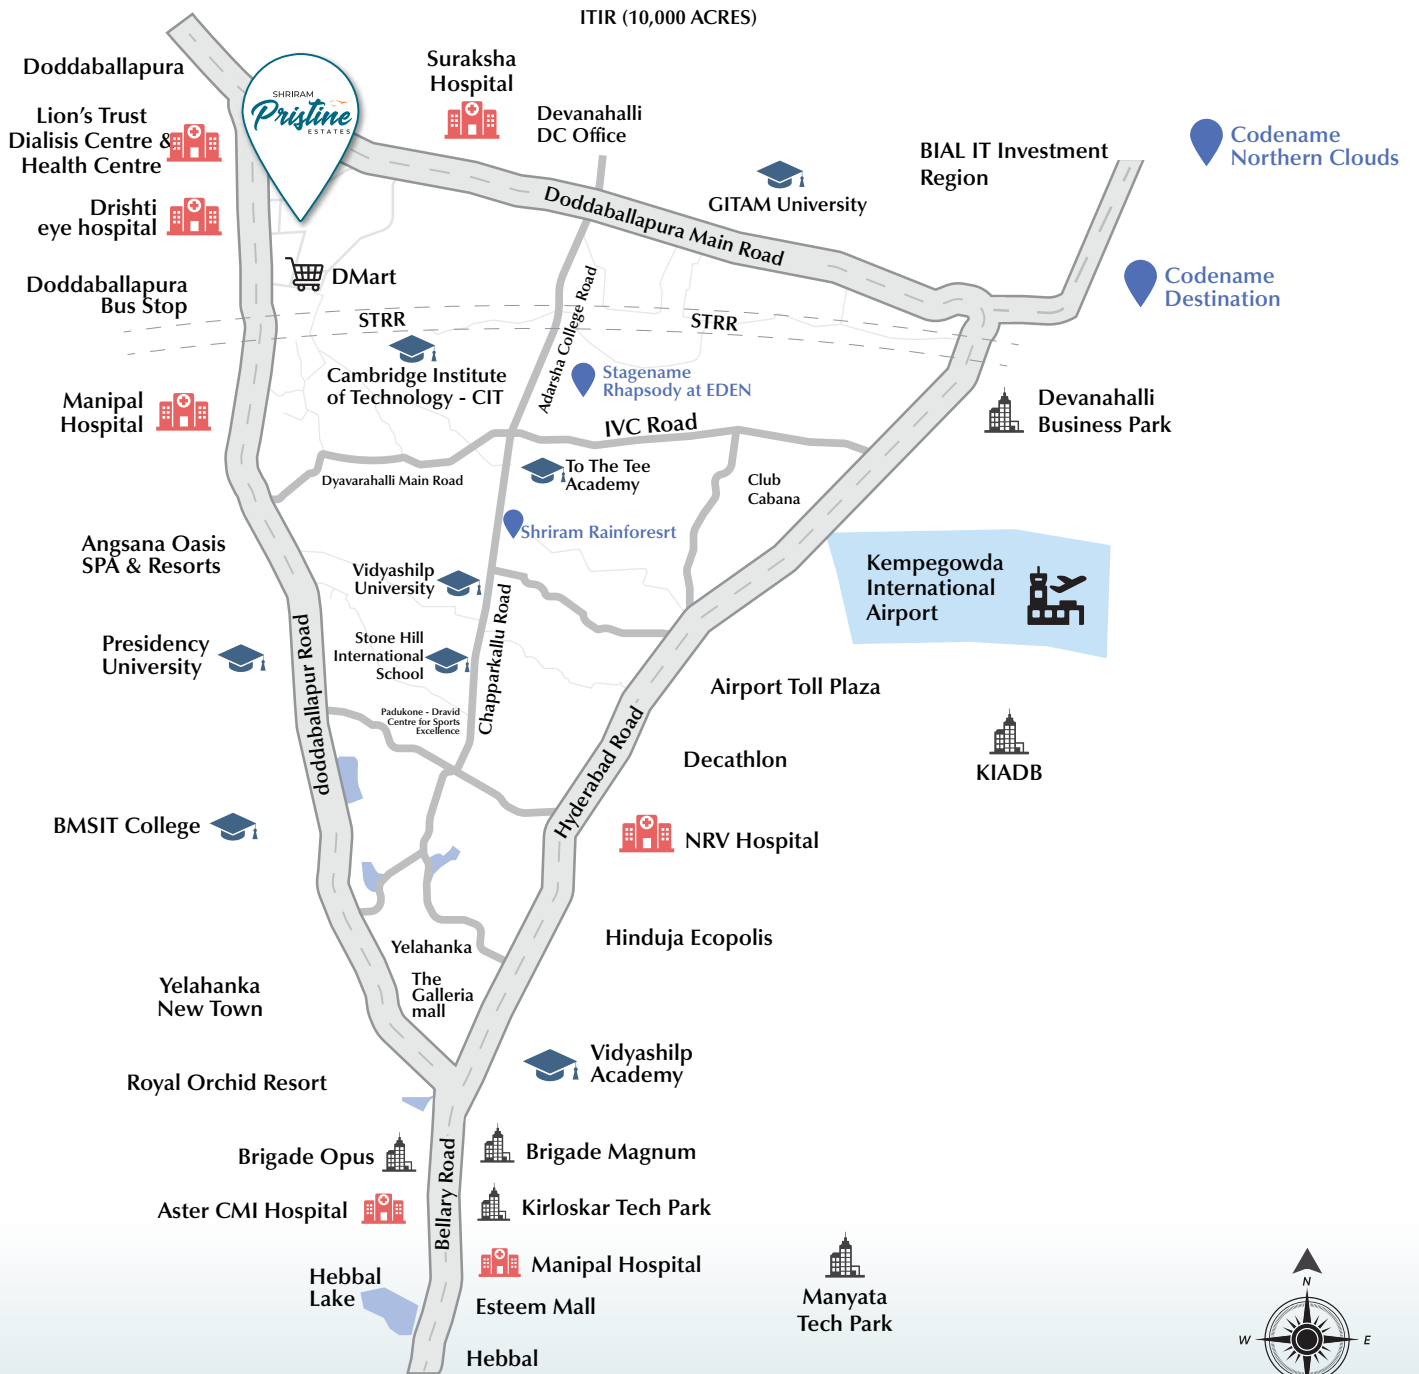 ITIR (10,000 ACRES)
Doddaballapura
SHRIRAM
Pristine
ESTATES
Suraksha
Hospital
Lion's Trust
Dialisis Centre &
Health Centre
Devanahalli
DC Office
Codename
Northern Clouds
BIAL IT Investment
Region
GITAM University
Drishti
eye hospital
Doddaballapura Main Road
DMart
Doddaballapura
Bus Stop
Codename
Destination
STRR
STRR
Adarsha College Road
Cambridge Institute
of Technology - CIT
Stagename
Rhapsody at EDEN
Manipal
Hospital
Devanahalli
Business Park
IVC Road
Dyavarahalli Main Road
To The Tee
Academy
Club
Cabana
Shriram Rainforesrt
Angsana Oasis
SPA & Resorts
Kempegowda
International
Airport
Vidyashilp
University
Chapparkallu Road
doddaballapur Road
Presidency
University
Stone Hill
International
School
Airport Toll Plaza
Padukone - Dravid
Centre for Sports
Excellence
Hyderabad Road
Decathlon
KIADB
BMSIT College
NRV Hospital
Hinduja Ecopolis
Yelahanka
The
Galleria
mall
Yelahanka
New Town
Vidyashilp
Academy
Royal Orchid Resort
Brigade Opus
Brigade Magnum
Bellary Road
Aster CMI Hospital
Kirloskar Tech Park
Manipal Hospital
Hebbal
Lake
Esteem Mall
Manyata
Tech Park
Hebbal
N
W
E